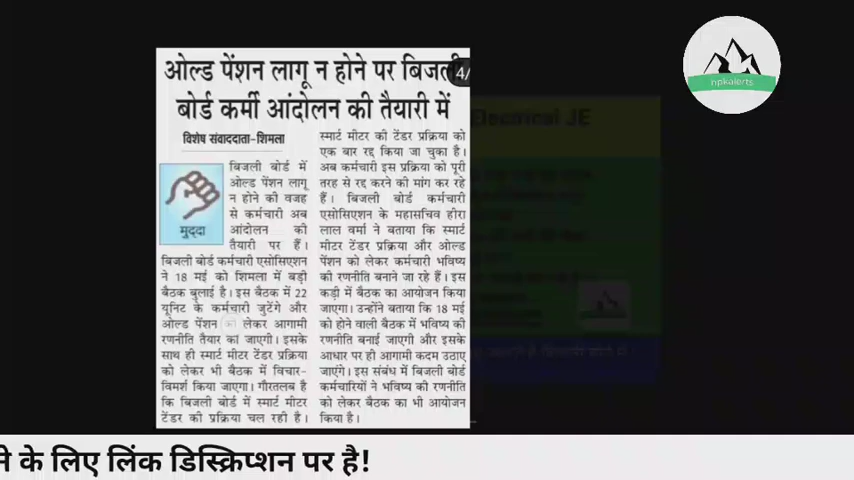 ओल्ड पेंशन लागू न होने पर बिजली
बोर्ड कर्मी आंदोलन की तैयारी में
4/
hpkalerts
Electrical JE
विशेष संवाददाता-शिमला
मुद्दा
बिजली बोर्ड में
ओल्ड पेंशन लागू
न होने की वजह
से कर्मचारी अब
आंदोलन की
तैयारी पर हैं।
बिजली बोर्ड कर्मचारी एसोसिएशन
ने 18 मई को शिमला में बड़ी
बैठक बुलाई है। इस बैठक में 22
यूनिट के कर्मचारी जुटेंगे और
ओल्ड पेंशन को लेकर आगामी
रणनीति तैयार का जाएगी। इसके
साथ ही स्मार्ट मीटर टेंडर प्रक्रिया
को लेकर भी बैठक में विचार-
विमर्श किया जाएगा। गौरतलब है
कि बिजली बोर्ड में स्मार्ट मीटर
टेंडर की प्रक्रिया चल रही है।
स्मार्ट मीटर की टेंडर प्रक्रिया को
एक बार रद्द किया जा चुका है।
अब कर्मचारी इस प्रक्रिया को पूरी
तरह से रद्द करने की मांग कर रहे
हैं। बिजली बोर्ड कर्मचारी
एसोसिएशन के महासचिव हीरा
लाल वर्मा ने बताया कि स्मार्ट
मीटर टेंडर प्रक्रिया और ओल्ड
पेंशन को लेकर कर्मचारी भविष्य
की रणनीति बनाने जा रहे हैं। इस
कड़ी में बैठक का आयोजन किया
जाएगा। उन्होंने बताया कि 18 मई
को होने वाली बैठक में भविष्य की
रणनीति बनाई जाएगी और इसके
आधार पर ही आगामी कदम उठाए
जाएंगे। इस संबंध में बिजली बोर्ड
कर्मचारियों ने भविष्य की रणनीति
को लेकर बैठक का भी आयोजन
किया है।
ने के लिए लिंक डिस्क्रिप्शन पर है!